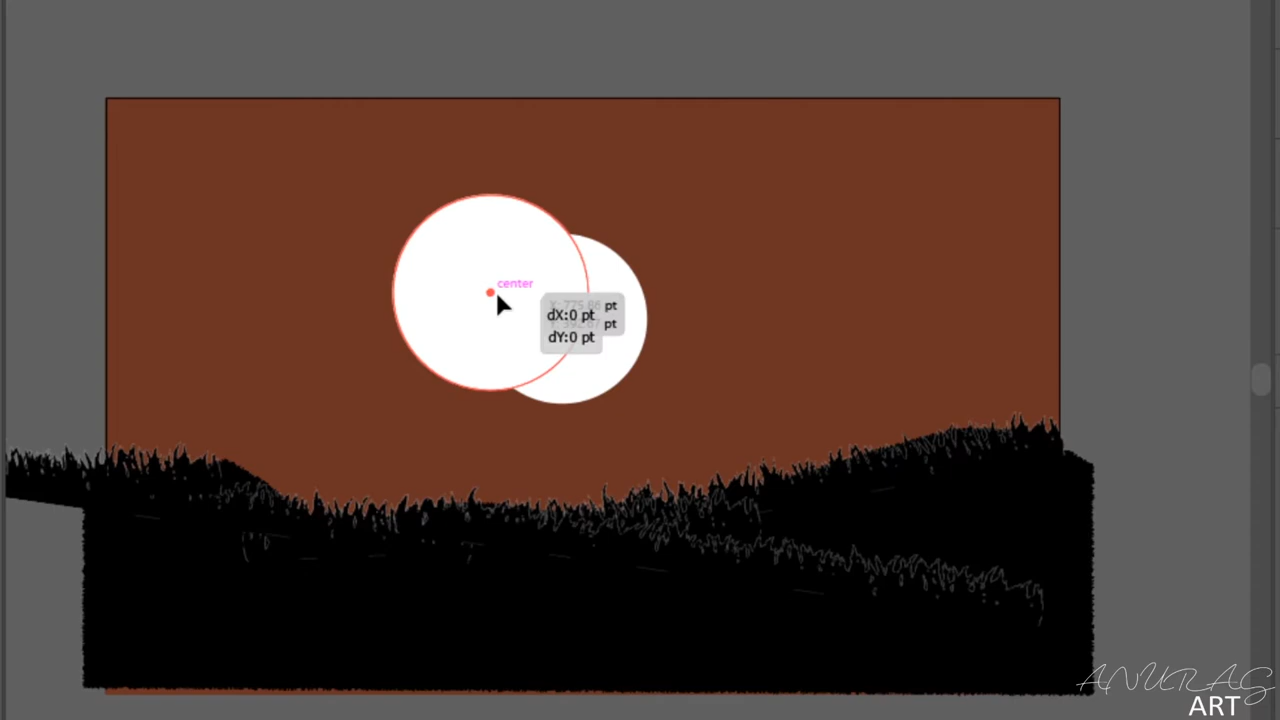 center
pt
dX:0 pt
pt
dY:0 pt
ANURAG
ART